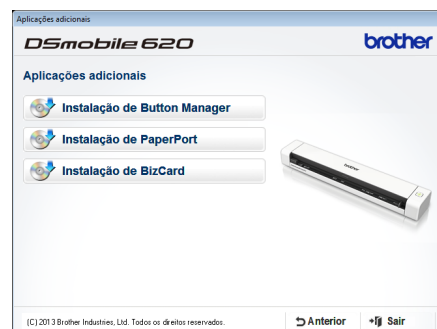 Aplicações adicionais
DSmobile 620
brother
Aplicações adicionais
Instalação de Button Manager
Instalação de PaperPort
Instalação de BizCard
brother
(C) 2013 Brother Industries, Ltd. Todos os direitos reservados.
Anterior
Sair